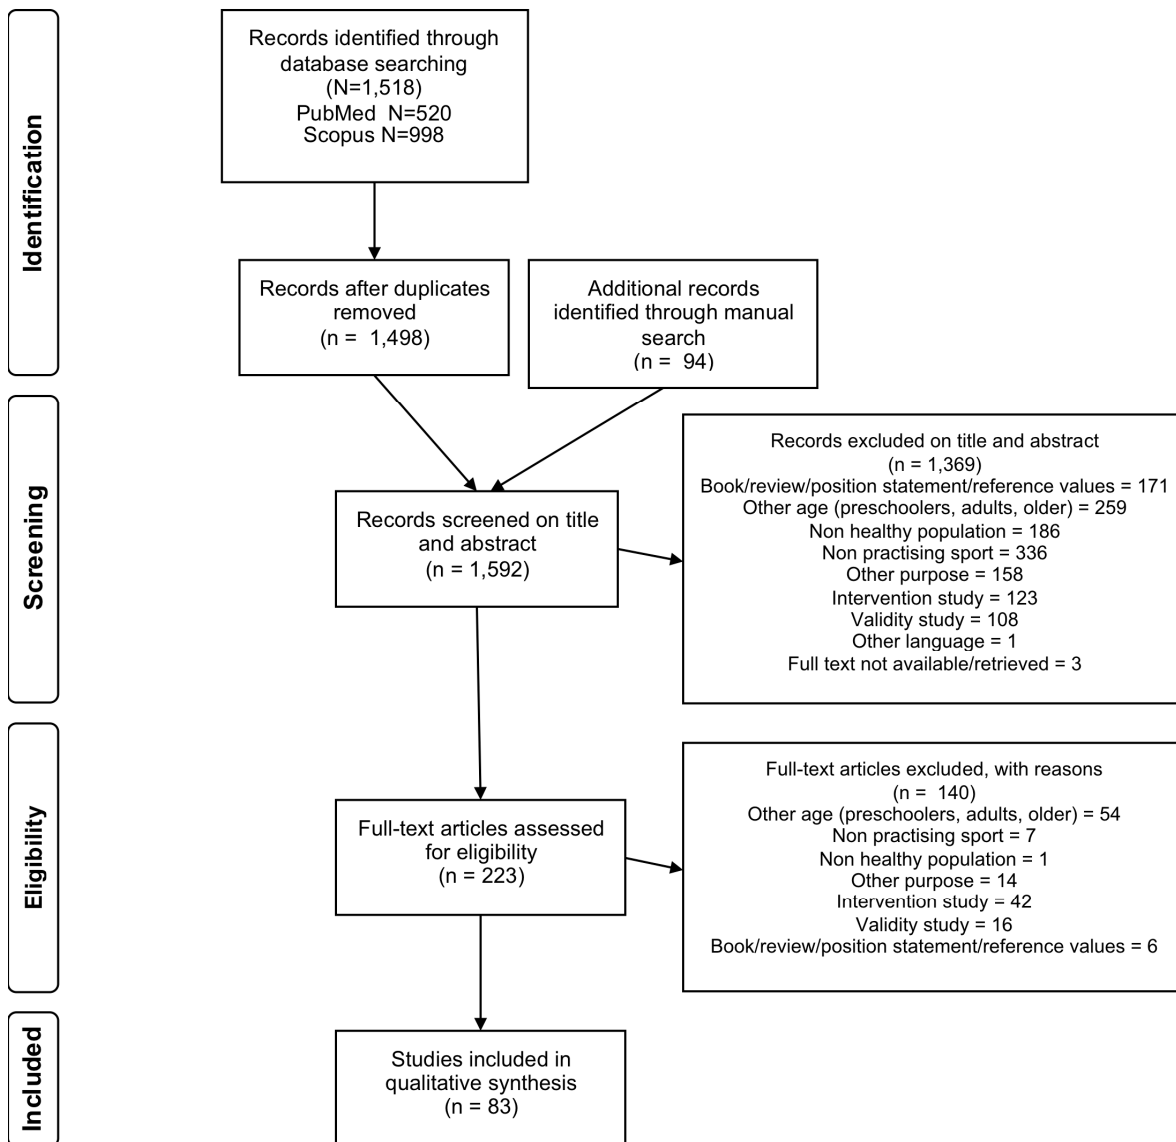 Identification
Records identified through
database searching
(N=1,518)
PubMed N=520
Scopus N=998
Records after duplicates
removed
(n = 1,498)
Additional records
identified through manual
search
(n = 94)
Screening
Records screened on title
and abstract
(n = 1,592)
Records excluded on title and abstract
(n = 1,369)
Book/review/position statement/reference values = 171
Other age (preschoolers, adults, older) = 259
Non healthy population = 186
Non practising sport = 336
Other purpose = 158
Intervention study = 123
Validity study = 108
Other language = 1
Full text not available/retrieved = 3
Eligibility
Full-text articles assessed
for eligibility
(n = 223)
Full-text articles excluded, with reasons
(n = 140)
Other age (preschoolers, adults, older) = 54
Non practising sport = 7
Non healthy population = 1
Other purpose = 14
Intervention study = 42
Validity study = 16
Book/review/position statement/reference values = 6
Included
Studies included in
qualitative synthesis
(n = 83)